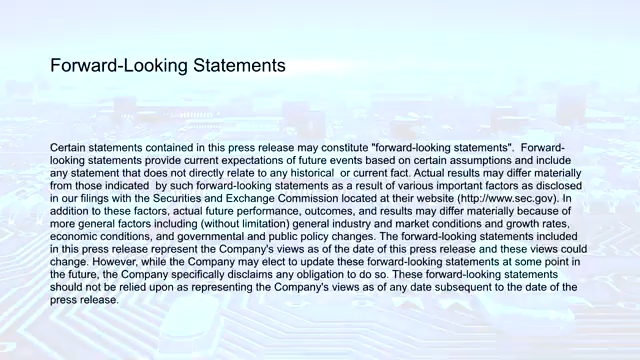 Forward-Looking Statements
Certain statements contained in this press release may constitute "forward-looking statements".  Forward-
looking statements provide current expectations of future events based on certain assumptions and include
any statement that does not directly relate to any historical  or current fact. Actual results may differ materially
from those indicated  by such forward-looking statements as a result of various important factors as disclosed
in our filings with the Securities and Exchange Commission located at their website (http://www.sec.gov). In
addition to these factors, actual future performance, outcomes, and results may differ materially because of
more general factors including (without limitation) general industry and market conditions and growth rates,
economic conditions, and governmental and public policy changes. The forward-looking statements included
in this press release represent the Company's views as of the date of this press release and these views could
change. However, while the Company may elect to update these forward-looking statements at some point in
the future, the Company specifically disclaims any obligation to do so. These forward-looking statements
should not be relied upon as representing the Company's views as of any date subsequent to the date of the
press release.